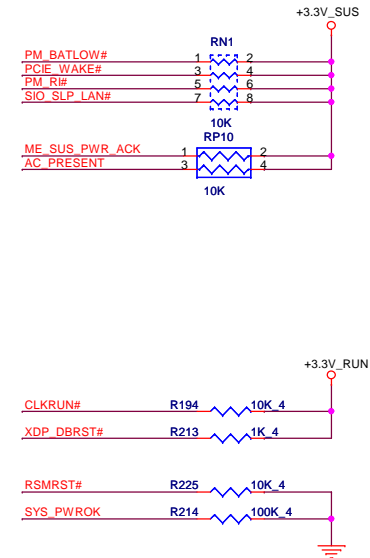 +3.3V_SUS
RN1
PM_BATLOW# 1 2
PCIE_WAKE# 3 4
PM_RI# 5 6
SIO_SLP_LAN# 7 8
10K
RP10
ME_SUS_PWR_ACK 1 2
AC_PRESENT 3 4
10K
+3.3V_RUN
CLKRUN# R194 10K_4
XDP_DBRST# R213 1K_4
RSMRST# R225 10K_4
SYS_PWROK R214 100K_4